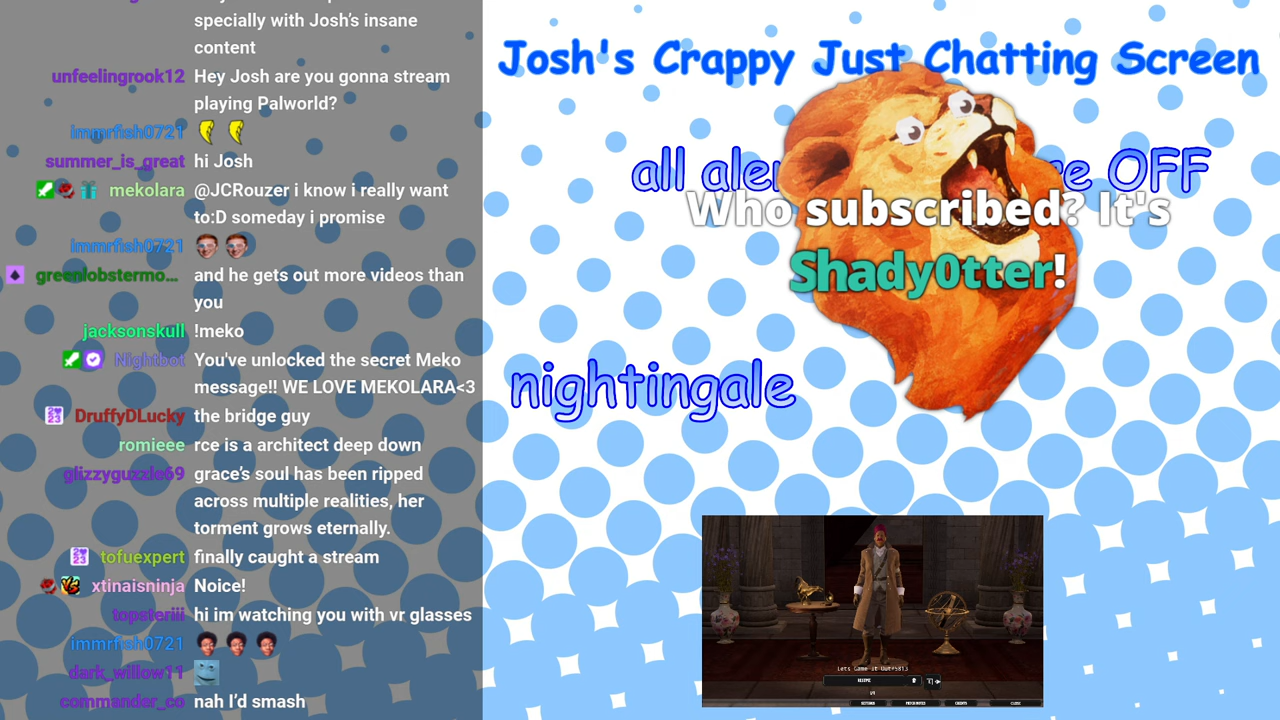 specially with Josh's insane
content
unfeelingrook12 Hey Josh are you gonna stream
playing Palworld?
immrfish0721
summer_is_great hi Josh
mekolara @JCRouzer i know i really want
to:D someday i promise
immrfish0721
greenlobstermo... and he gets out more videos than
you
jacksonskull !meko
Nightbot You've unlocked the secret Meko
message!! WE LOVE MEKOLARA<3
DruffyDLucky the bridge guy
romieee rce is a architect deep down
glizzyguzzle69 grace's soul has been ripped
across multiple realities, her
torment grows eternally.
tofuexpert finally caught a stream
xtinaisninja Noice!
topsteriii hi im watching you with vr glasses
immrfish0721
dark_willow11
commander_co nah I'd smash
Josh's Crappy Just Chatting Screen
all OFF
Who subscribed? It's
Shady0tter!
nightingale